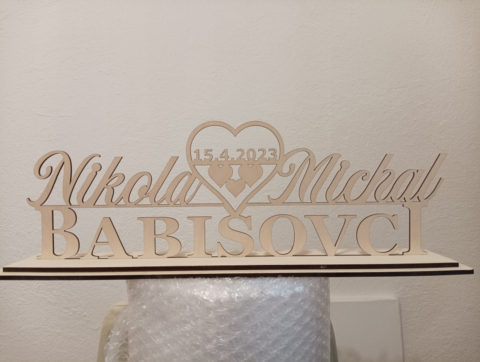 15.4.2023
Nikola Michal
BABISOVCI